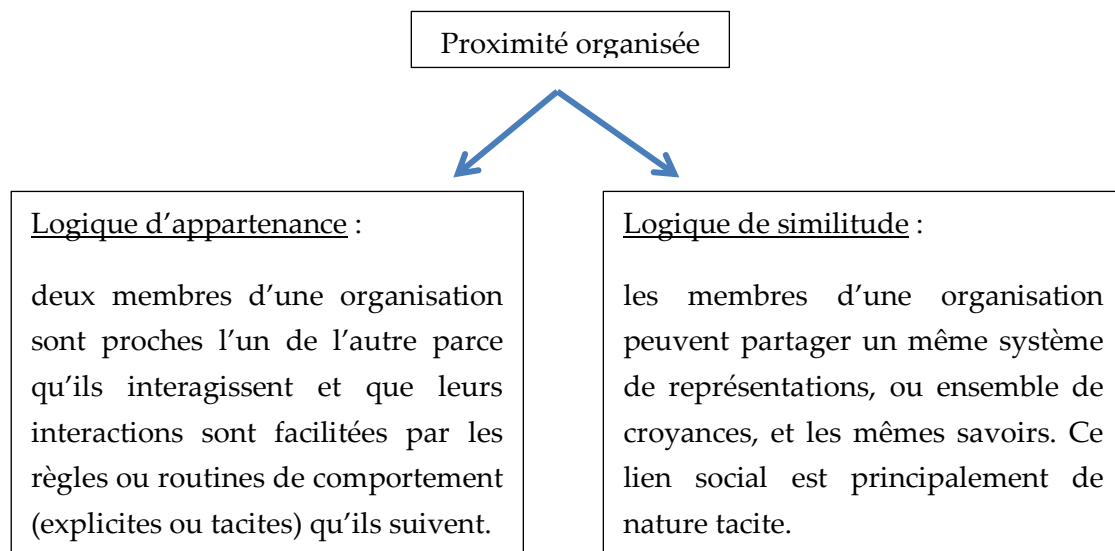 Proximité organisée
Logique d’appartenance :
deux membres d’une organisation
sont proches l’un de l’autre parce
qu’ils interagissent et que leurs
interactions sont facilitées par les
règles ou routines de comportement
(explicites ou tacites) qu’ils suivent.
Logique de similitude :
les membres d’une organisation
peuvent partager un même système
de représentations, ou ensemble de
croyances, et les mêmes savoirs. Ce
lien social est principalement de
nature tacite.